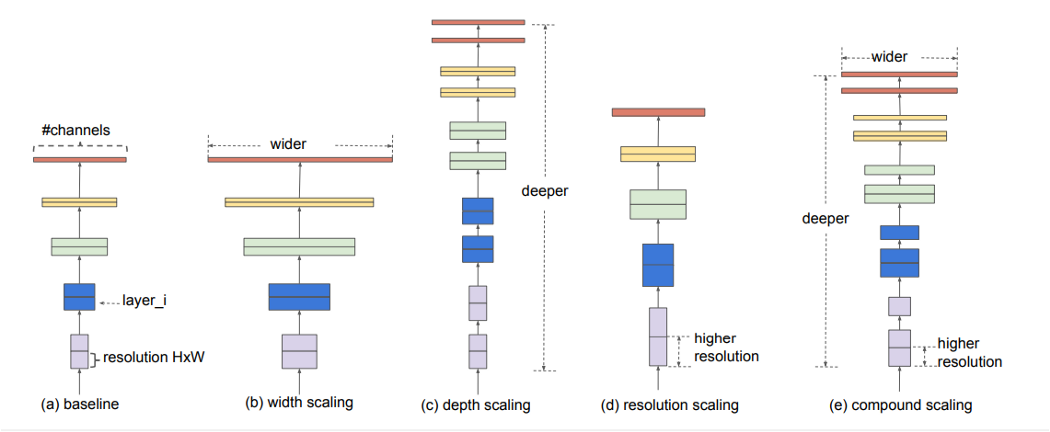 #channels
layer_i
resolution HxW
(a) baseline
wider
(b) width scaling
deeper
(c) depth scaling
higher
resolution
(d) resolution scaling
wider
deeper
higher
resolution
(e) compound scaling